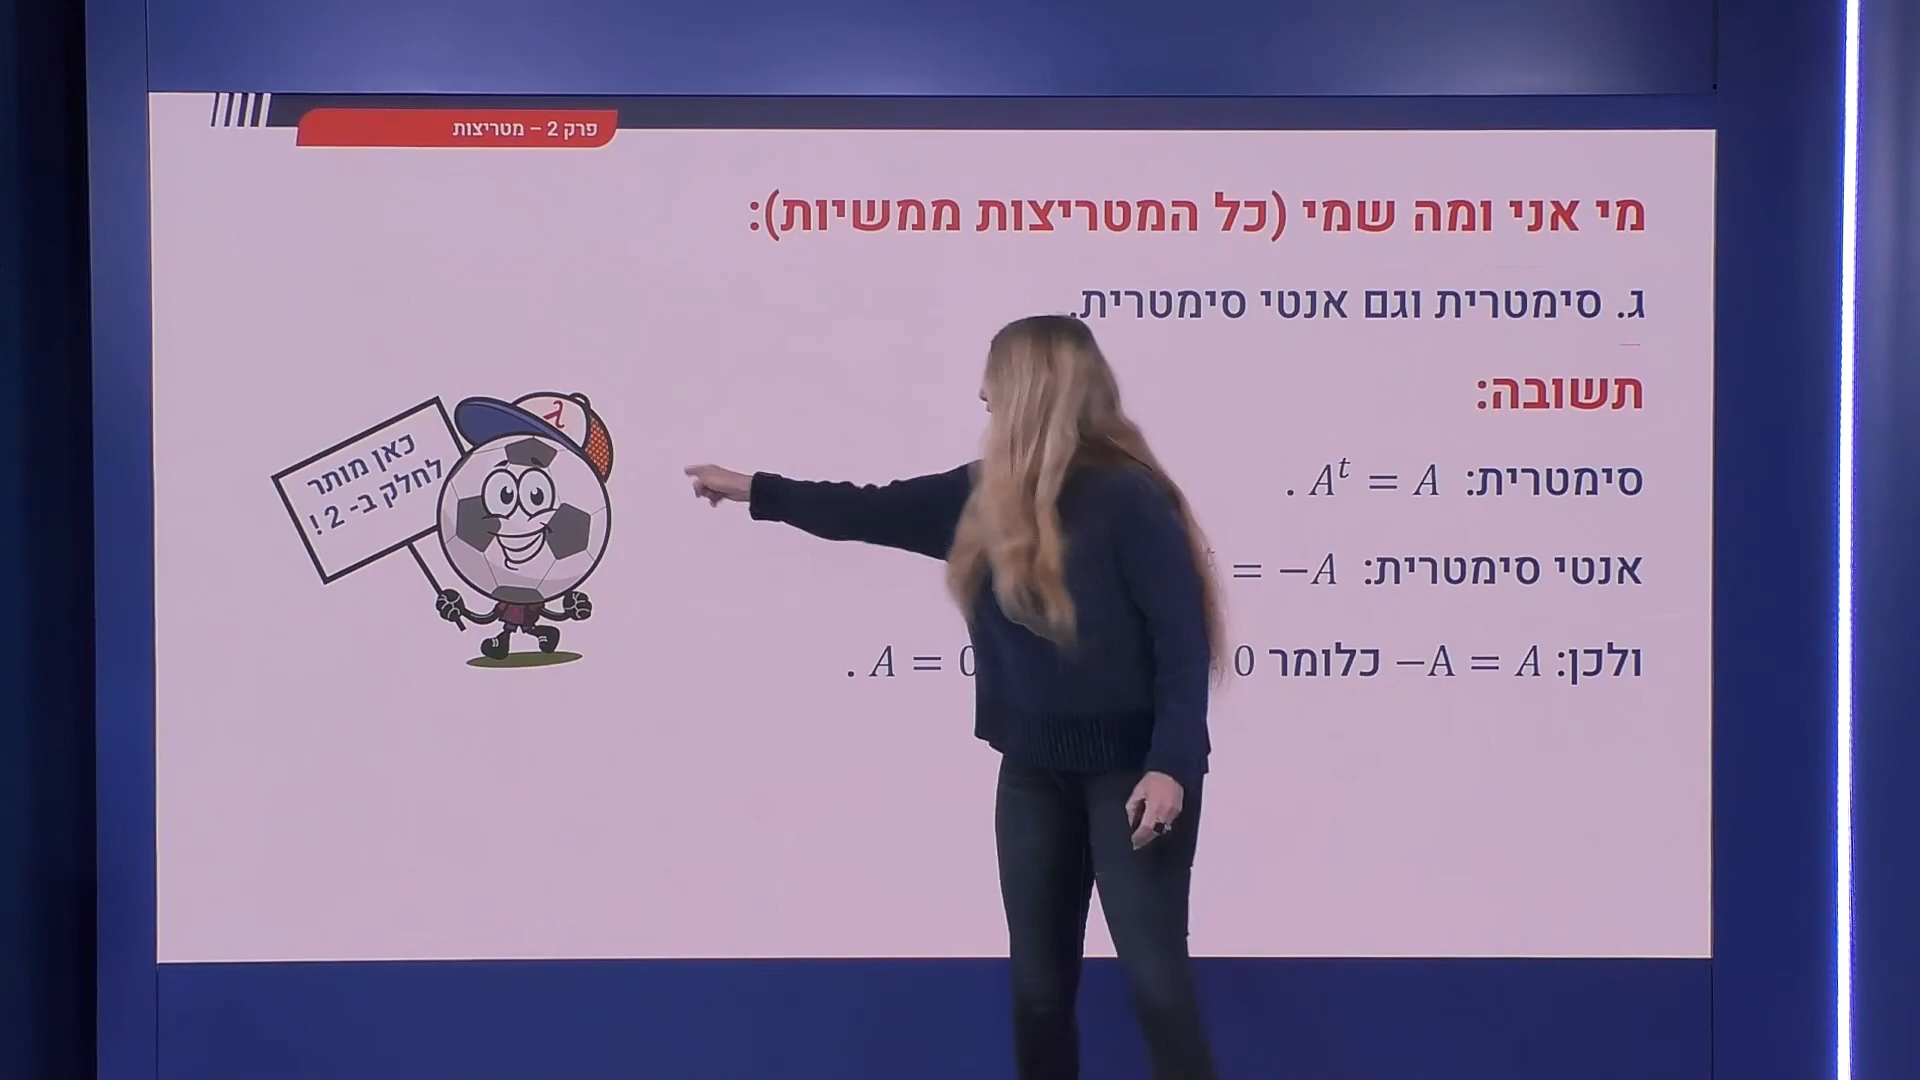 פרק 2 – מטריצות
מי אני ומה שמי (כל המטריצות ממשיות):
ג. סימטרית וגם אנטי סימטרית.
תשובה:
סימטרית: Aᵗ = A .
אנטי סימטרית: = −A
ולכן: −A = A כלומר 0 A = 0 .
כאן מותר
לחלק ב- 2 !
λ